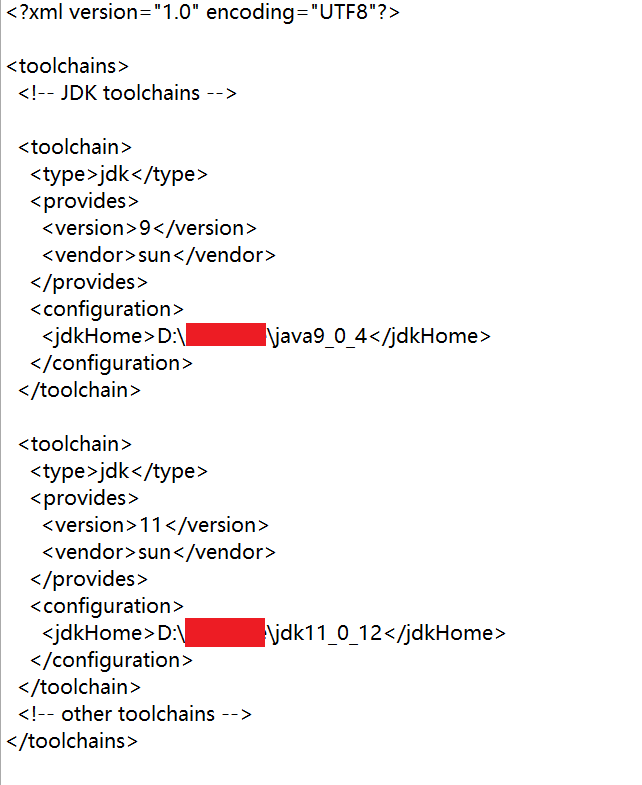 <?xml version="1.0" encoding="UTF8"?>
<toolchains>
<!-- JDK toolchains -->
<toolchain>
<type>jdk</type>
<provides>
<version>9</version>
<vendor>sun</vendor>
</provides>
<configuration>
<jdkHome>D:\ \java9_0_4</jdkHome>
</configuration>
</toolchain>
<toolchain>
<type>jdk</type>
<provides>
<version>11</version>
<vendor>sun</vendor>
</provides>
<configuration>
<jdkHome>D:\ \jdk11_0_12</jdkHome>
</configuration>
</toolchain>
<!-- other toolchains -->
</toolchains>